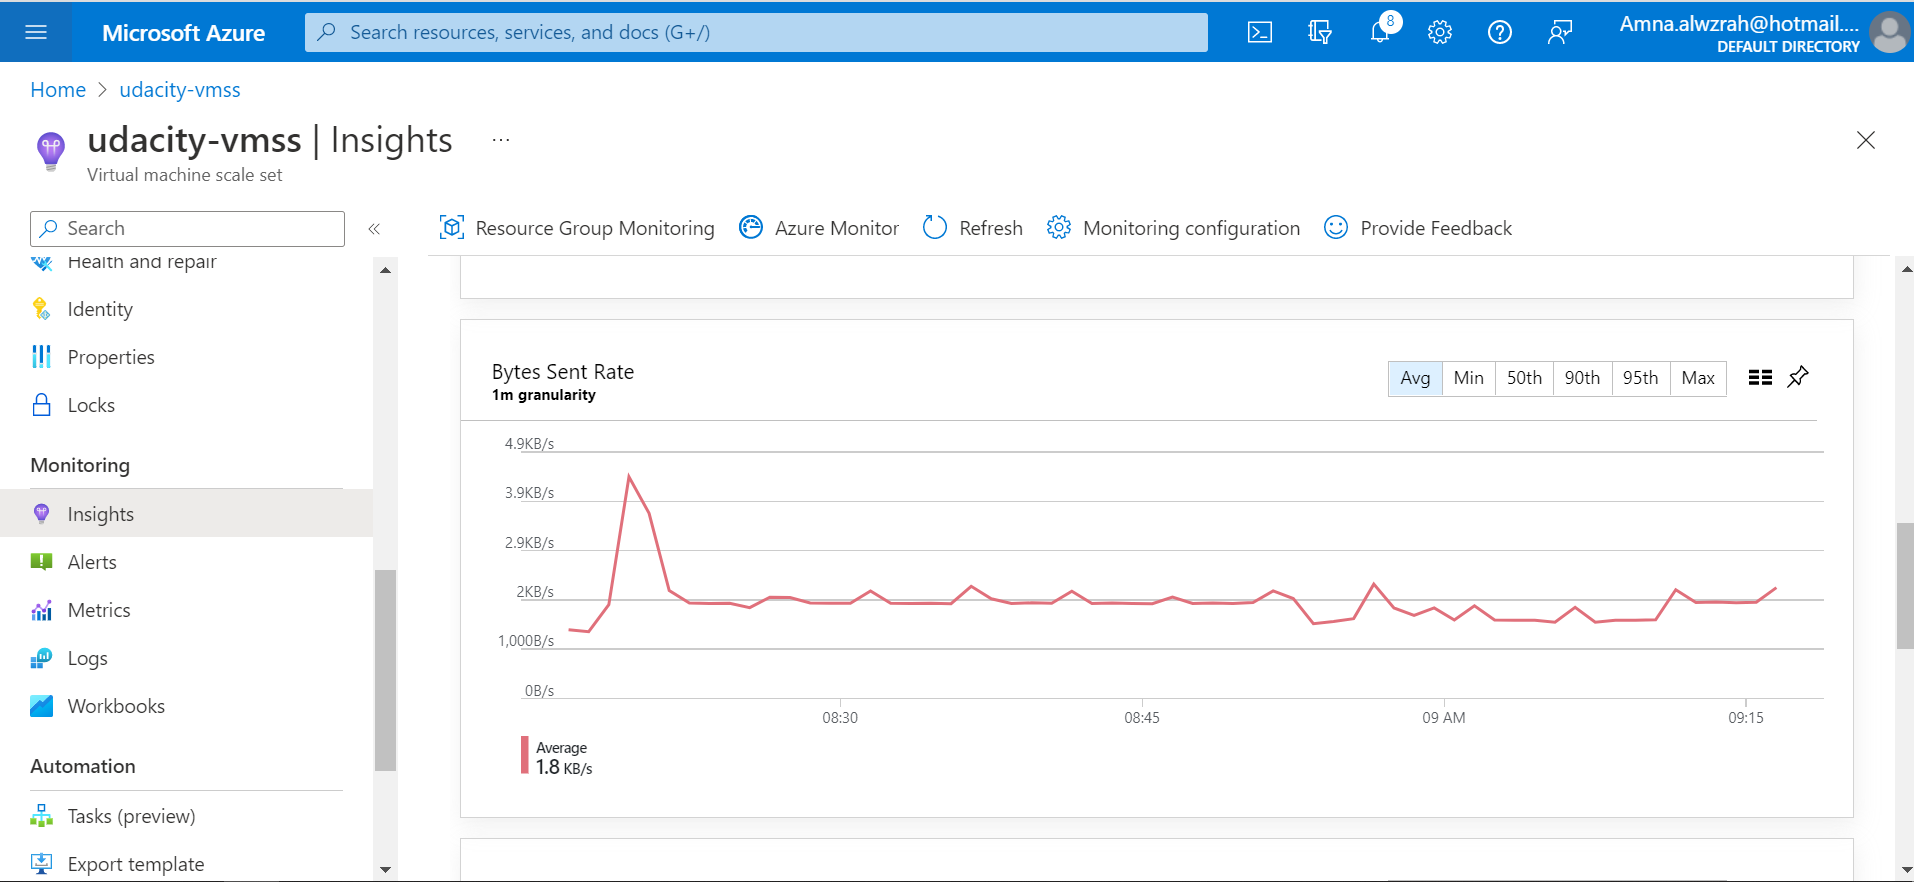 Microsoft Azure
Search resources, services, and docs (G+/)
8
Amna.alwzrah@hotmail....
DEFAULT DIRECTORY
Home > udacity-vmss
udacity-vmss | Insights ...
Virtual machine scale set
Search
«
Resource Group Monitoring
Azure Monitor
Refresh
Monitoring configuration
Provide Feedback
Health and repair
Identity
Properties
Locks
Monitoring
Insights
Alerts
Metrics
Logs
Workbooks
Automation
Tasks (preview)
Export template
Bytes Sent Rate
1m granularity
Avg Min 50th 90th 95th Max
4.9KB/s
3.9KB/s
2.9KB/s
2KB/s
1,000B/s
0B/s
08:30 08:45 09 AM 09:15
Average
1.8 KB/s